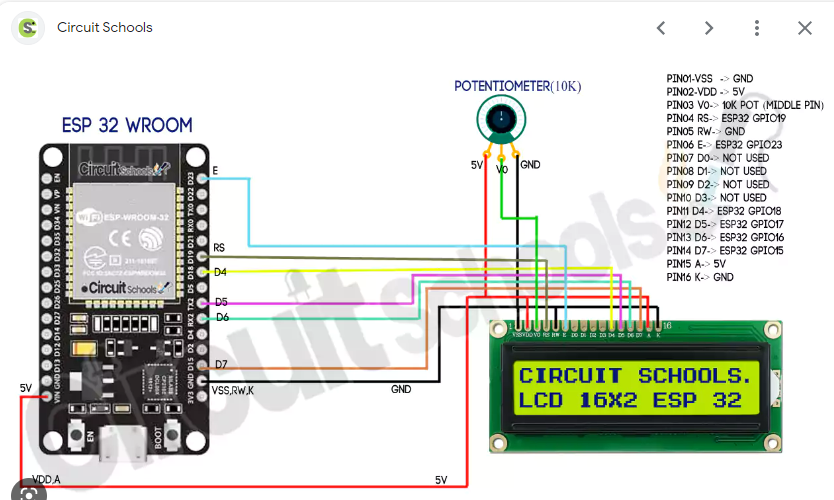 Circuit Schools
POTENTIOMETER(10K)
ESP 32 WROOM
PIN01-VSS -> GND
PIN02-VDD -> 5V
PIN03 V0-> 10K POT (MIDDLE PIN)
PIN04 RS-> ESP32 GPIO19
PIN05 RW-> GND
PIN06 E-> ESP32 GPIO23
PIN07 D0-> NOT USED
PIN08 D1-> NOT USED
PIN09 D2-> NOT USED
PIN10 D3-> NOT USED
PIN11 D4-> ESP32 GPIO18
PIN12 D5-> ESP32 GPIO17
PIN13 D6-> ESP32 GPIO16
PIN14 D7-> ESP32 GPIO15
PIN15 A-> 5V
PIN16 K-> GND
5V
V0
GND
Circuit Schools
WiFi ESP-WROOM-32
CE FC
Circuit Schools
EN
VP
VN
D34
D35
D32
D33
D25
D26
D27
D14
D12
D13
GND
VIN
D23
D22
TX0
RX0
D21
D19
D18
D5
TX2
RX2
D4
D2
D15
GND
3V3
E
RS
D4
D5
D6
D7
VSS,RW,K
GND
5V
EN
BOOT
VDD,A
5V
1
16
VSS VDD V0 RS RW E D0 D1 D2 D3 D4 D5 D6 D7 A K
CIRCUIT SCHOOLS.
LCD 16X2 ESP 32
circuitschools